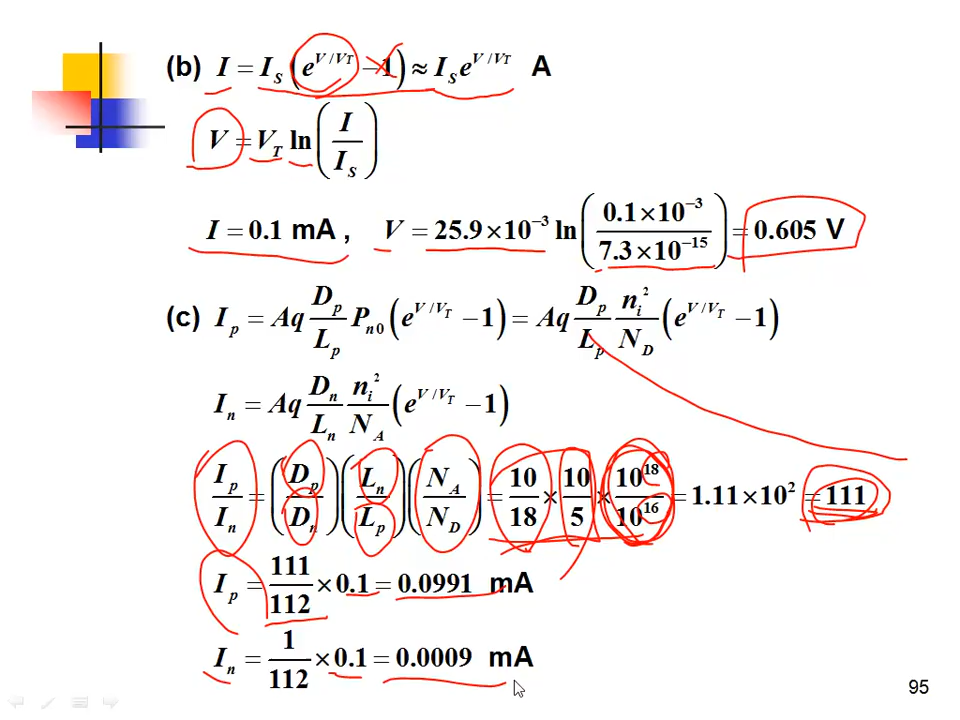 (b) I = I_S (e^{V/V_T} − 1) ≈ I_S e^{V/V_T} A
V = V_T ln (I / I_S)
I = 0.1 mA , V = 25.9×10^{−3} ln (0.1×10^{−3} / 7.3×10^{−15}) = 0.605 V
(c) I_p = Aq D_p/L_p P_{n0} (e^{V/V_T} − 1) = Aq D_p/L_p n_i^2/N_D (e^{V/V_T} − 1)
I_n = Aq D_n/L_n n_i^2/N_A (e^{V/V_T} − 1)
I_p/I_n = (D_p/D_n)(L_n/L_p)(N_A/N_D) = 10/18 × 10/5 × 10^{18}/10^{16} = 1.11×10^2 = 111
I_p = 111/112 × 0.1 = 0.0991 mA
I_n = 1/112 × 0.1 = 0.0009 mA
95